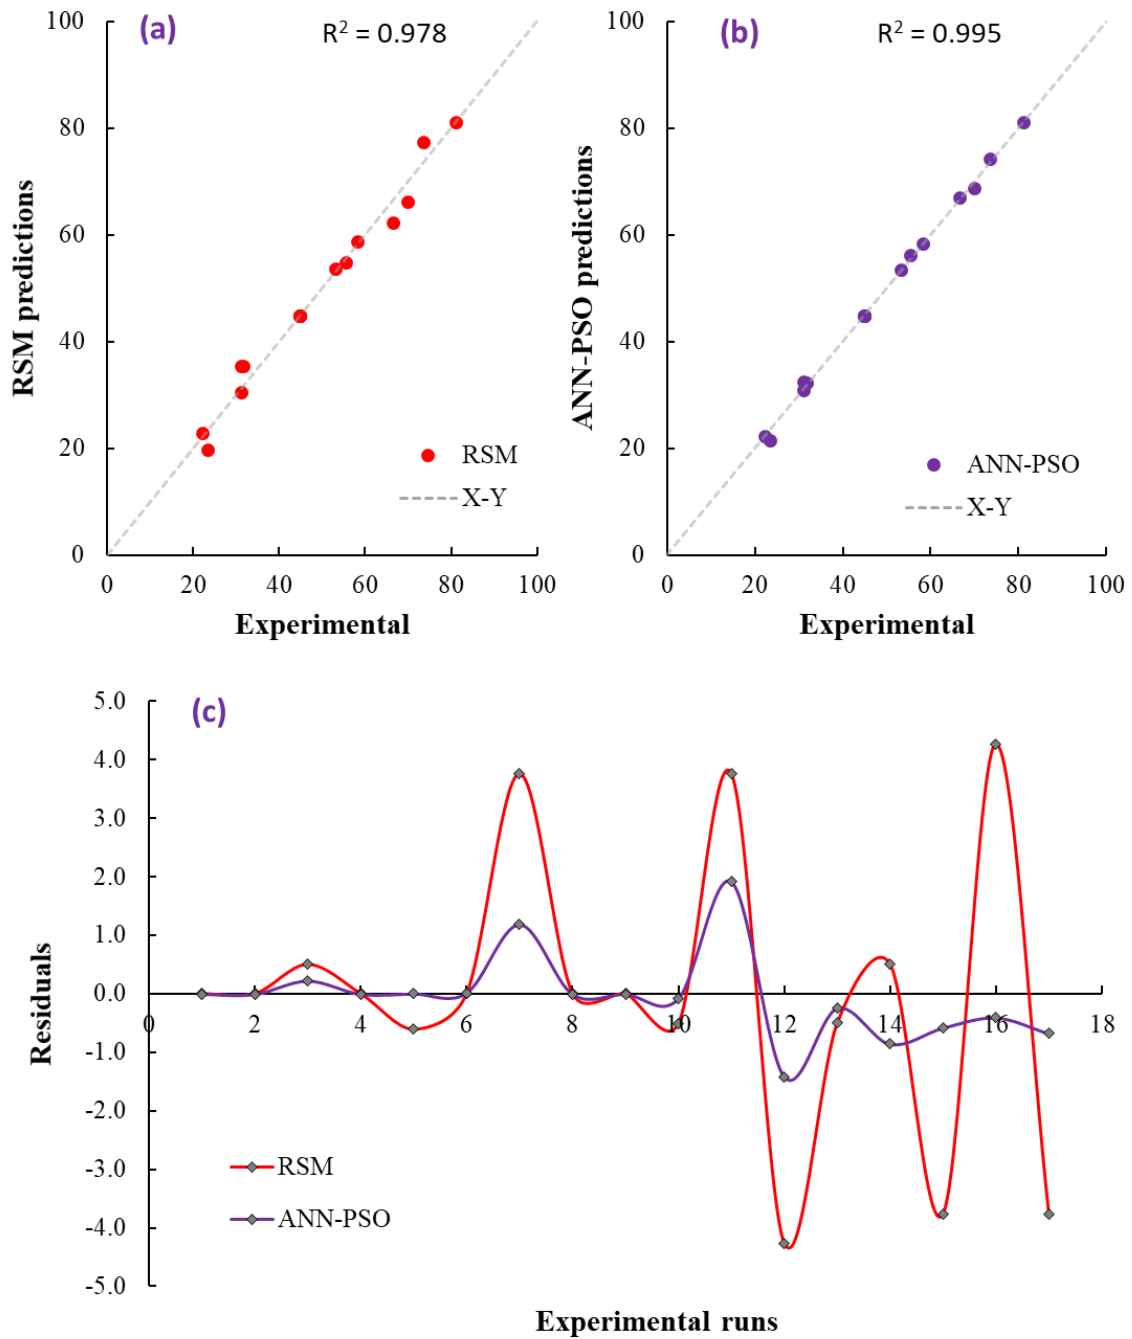 (a)
R² = 0.978
100
80
60
40
20
0
RSM predictions
RSM
X-Y
0 20 40 60 80 100
Experimental
(b)
R² = 0.995
100
80
60
40
20
0
ANN-PSO predictions
ANN-PSO
X-Y
0 20 40 60 80 100
Experimental
(c)
5.0
4.0
3.0
2.0
1.0
0.0
-1.0
-2.0
-3.0
-4.0
-5.0
Residuals
0 2 4 6 8 10 12 14 16 18
RSM
ANN-PSO
Experimental runs